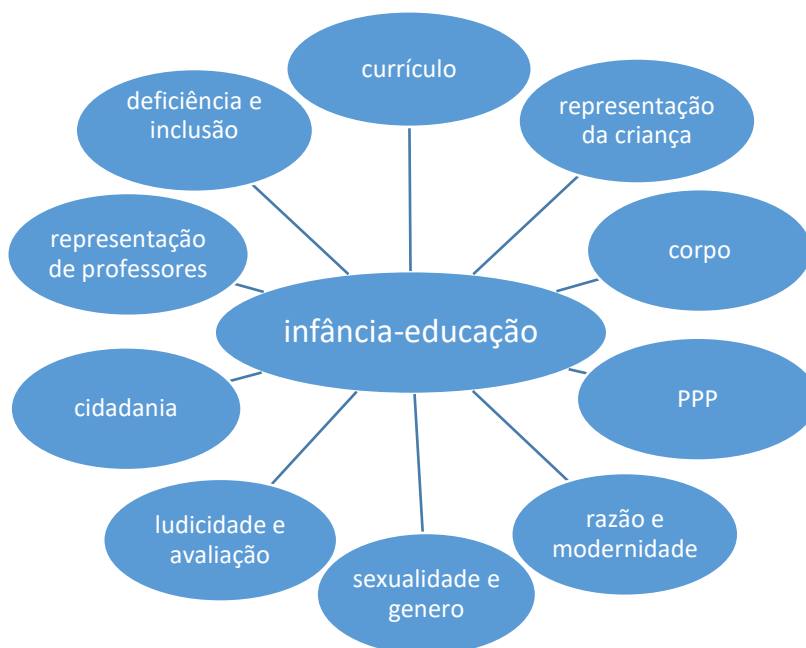 currículo
deficiência e
inclusão
representação
da criança
representação
de professores
corpo
infância-educação
cidadania
PPP
ludicidade e
avaliação
razão e
modernidade
sexualidade e
genero